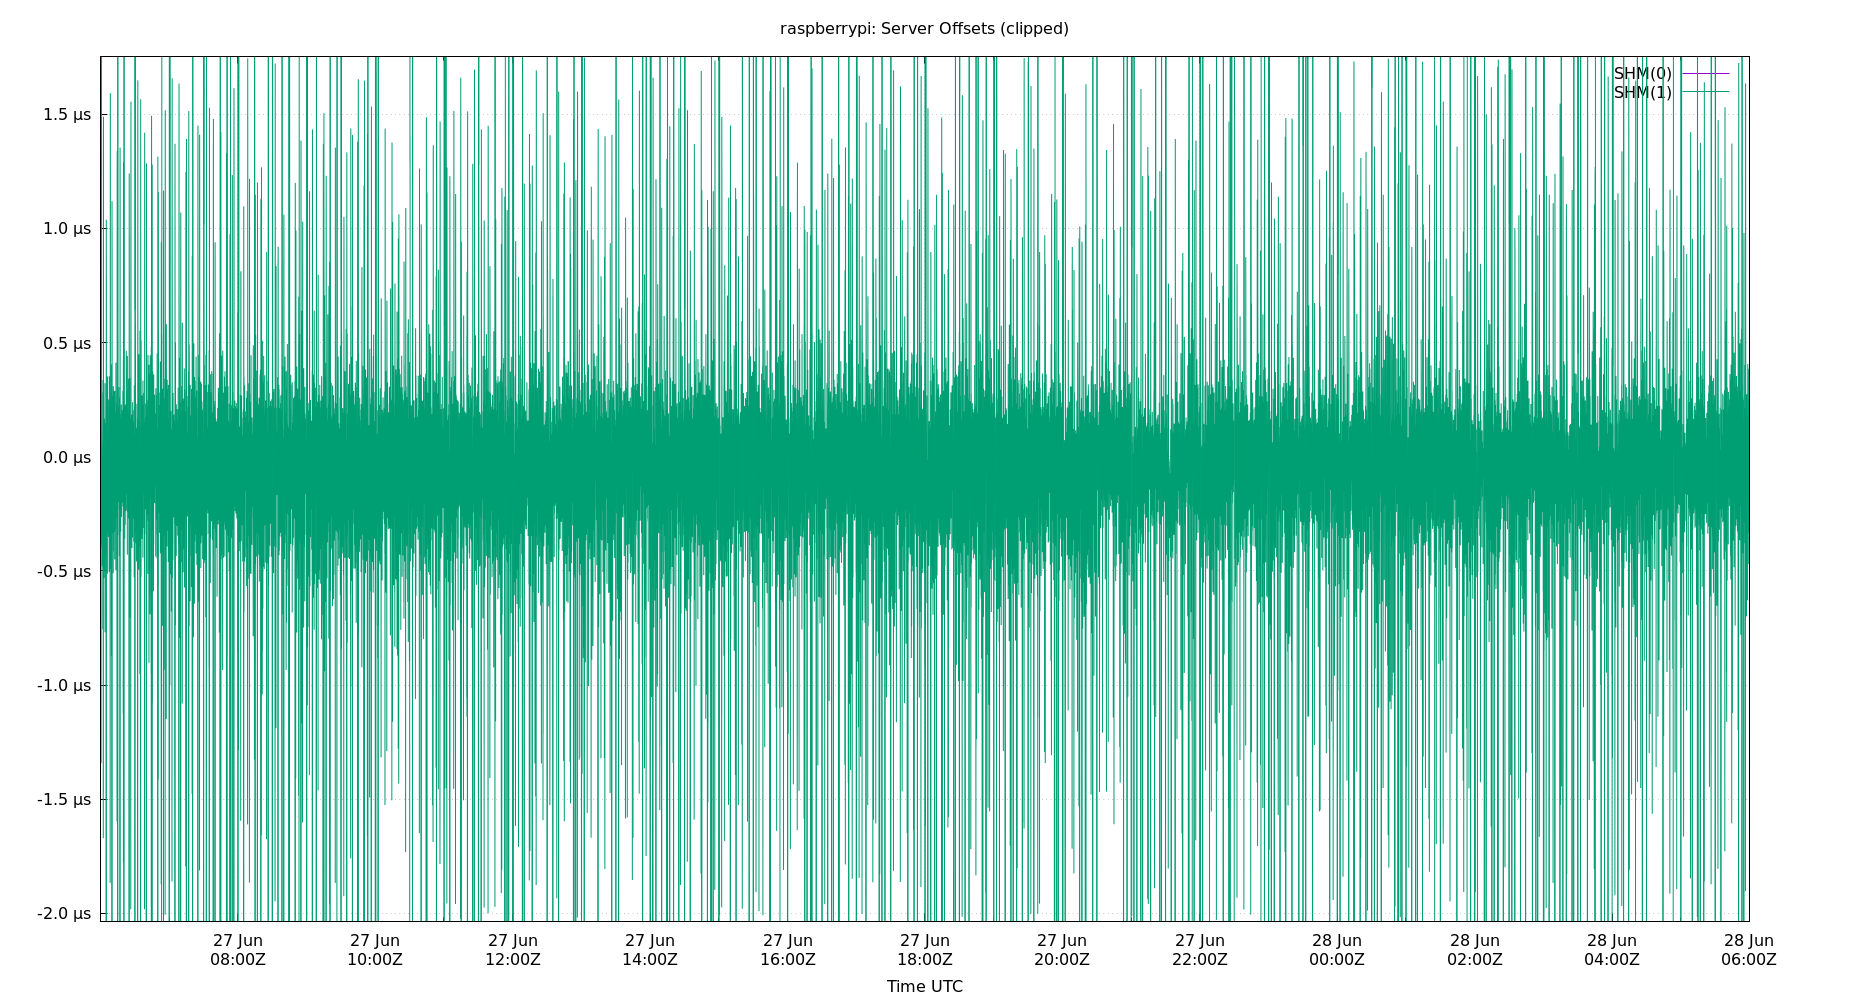 raspberrypi: Server Offsets (clipped)
SHM(0)
SHM(1)
1.5 µs
1.0 µs
0.5 µs
0.0 µs
-0.5 µs
-1.0 µs
-1.5 µs
-2.0 µs
27 Jun 27 Jun 27 Jun 27 Jun 27 Jun 27 Jun 27 Jun 27 Jun 28 Jun 28 Jun 28 Jun 28 Jun
08:00Z 10:00Z 12:00Z 14:00Z 16:00Z 18:00Z 20:00Z 22:00Z 00:00Z 02:00Z 04:00Z 06:00Z
Time UTC